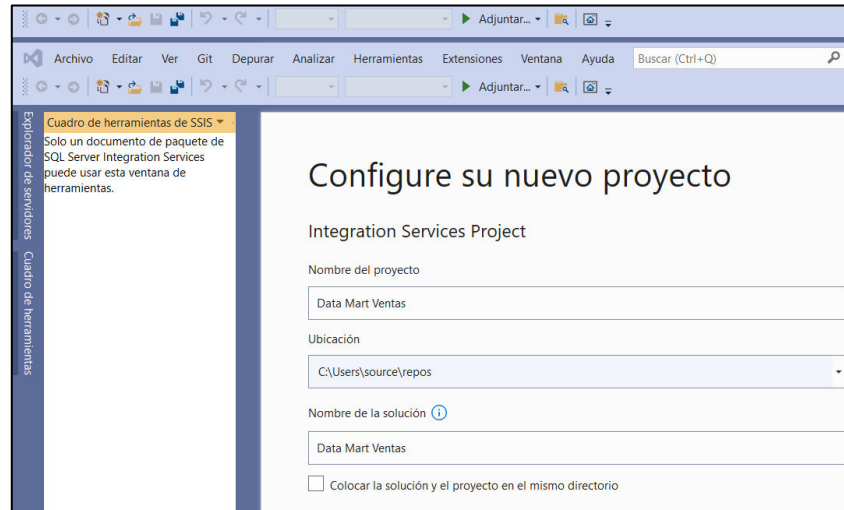 Adjuntar...
Archivo Editar Ver Git Depurar Analizar Herramientas Extensiones Ventana Ayuda Buscar (Ctrl+Q)
Adjuntar...
Explorador de servidores
Cuadro de herramientas
Cuadro de herramientas de SSIS
Solo un documento de paquete de
SQL Server Integration Services
puede usar esta ventana de
herramientas.
Configure su nuevo proyecto
Integration Services Project
Nombre del proyecto
Data Mart Ventas
Ubicación
C:\Users\source\repos
Nombre de la solución
Data Mart Ventas
Colocar la solución y el proyecto en el mismo directorio